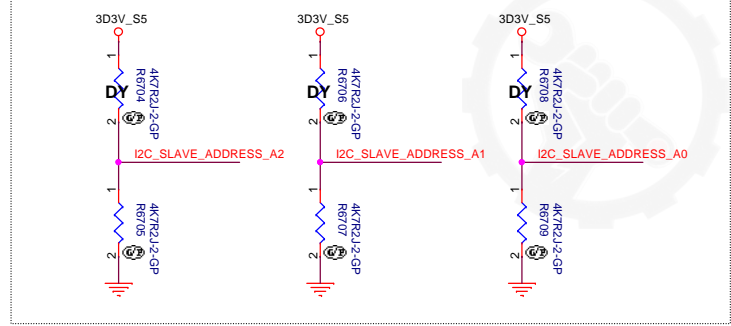 3D3V_S5
3D3V_S5
3D3V_S5
1
4K7R2J-2-GP
R6704
DY
2
1
4K7R2J-2-GP
R6706
DY
2
1
4K7R2J-2-GP
R6708
DY
2
I2C_SLAVE_ADDRESS_A2
I2C_SLAVE_ADDRESS_A1
I2C_SLAVE_ADDRESS_A0
1
4K7R2J-2-GP
R6705
2
1
4K7R2J-2-GP
R6707
2
1
4K7R2J-2-GP
R6709
2